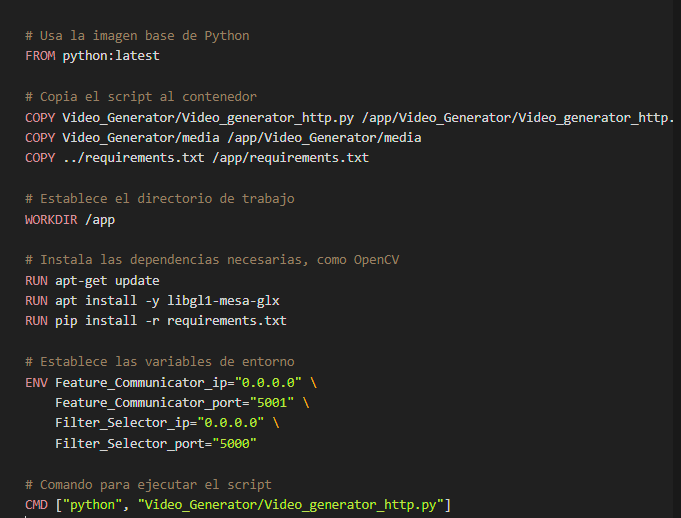 # Usa la imagen base de Python
FROM python:latest
# Copia el script al contenedor
COPY Video_Generator/Video_generator_http.py /app/Video_Generator/Video_generator_http.
COPY Video_Generator/media /app/Video_Generator/media
COPY ../requirements.txt /app/requirements.txt
# Establece el directorio de trabajo
WORKDIR /app
# Instala las dependencias necesarias, como OpenCV
RUN apt-get update
RUN apt install -y libgl1-mesa-glx
RUN pip install -r requirements.txt
# Establece las variables de entorno
ENV Feature_Communicator_ip="0.0.0.0" \
    Feature_Communicator_port="5001" \
    Filter_Selector_ip="0.0.0.0" \
    Filter_Selector_port="5000"
# Comando para ejecutar el script
CMD ["python", "Video_Generator/Video_generator_http.py"]